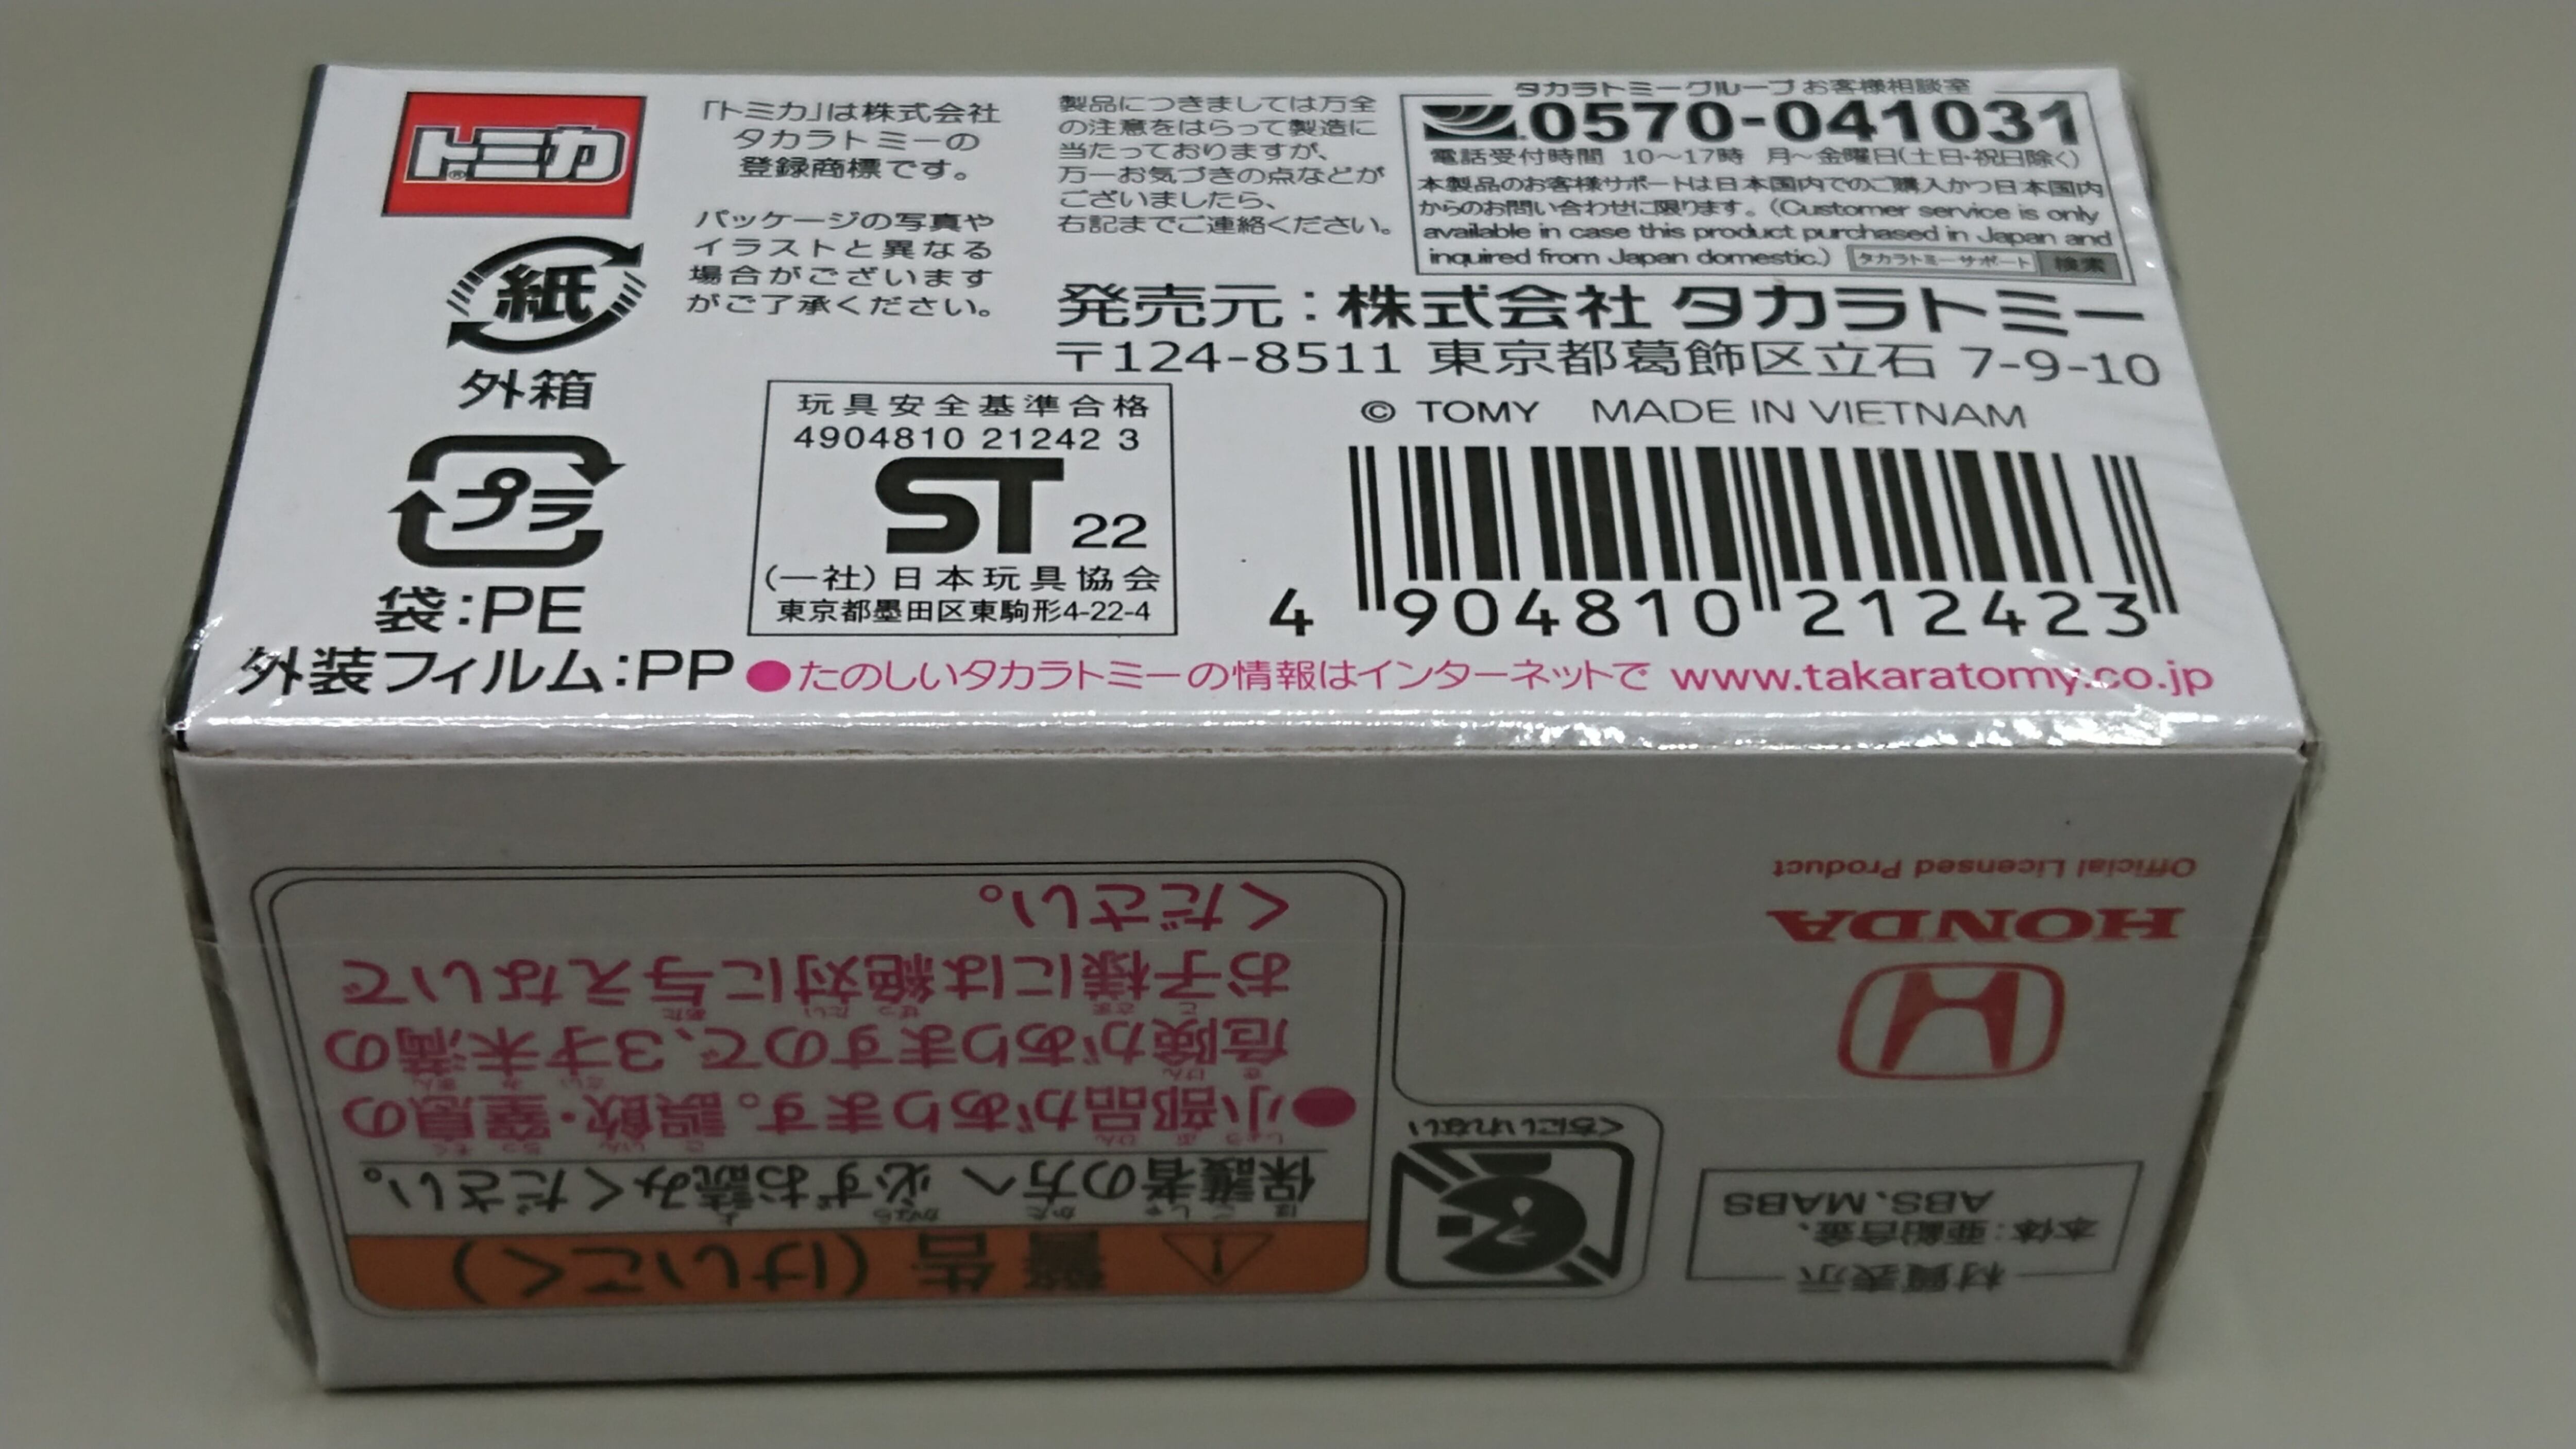 トミカ®
「トミカ」は株式会社
タカラトミーの
登録商標です。
パッケージの写真や
イラストと異なる
場合がございます
がご了承ください。
製品につきましては万全
の注意をはらって製造に
当たっておりますが、
万一お気づきの点などが
ございましたら、
右記までご連絡ください。
タカラトミーグループ お客様相談室
0570-041031
電話受付時間 10〜17時 月〜金曜日(土日・祝日除く)
本製品のお客様サポートは日本国内でのご購入かつ日本国内
からのお問い合わせに限ります。(Customer service is only
available in case this product purchased in Japan and
inquired from Japan domestic.) タカラトミーサポート 検索
紙
外箱
プラ
袋:PE
外装フィルム:PP
発売元:株式会社 タカラトミー
〒124-8511 東京都葛飾区立石 7-9-10
© TOMY MADE IN VIETNAM
玩具安全基準合格
4904810 21242 3
ST 22
(一社)日本玩具協会
東京都墨田区東駒形4-22-4
4 904810 212423
●たのしいタカラトミーの情報はインターネットで www.takaratomy.co.jp
材質表示
本体:亜鉛合金、
ABS、MABS
HONDA
Official Licensed Product
くちにいれない
警告(けいこく)
保護者の方へ 必ずお読みください。
●小部品があります。誤飲・窒息の
危険がありますので、3才未満の
お子様には絶対に与えないで
ください。